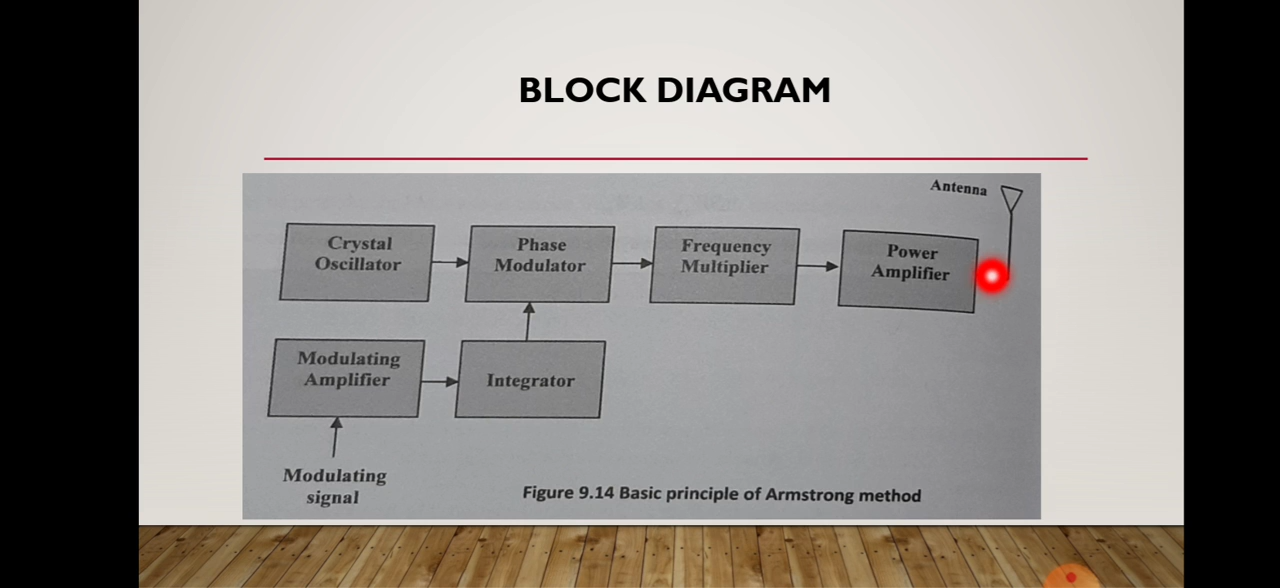 BLOCK DIAGRAM
Antenna
Crystal
Oscillator
Phase
Modulator
Frequency
Multiplier
Power
Amplifier
Modulating
Amplifier
Integrator
Modulating
signal
Figure 9.14 Basic principle of Armstrong method